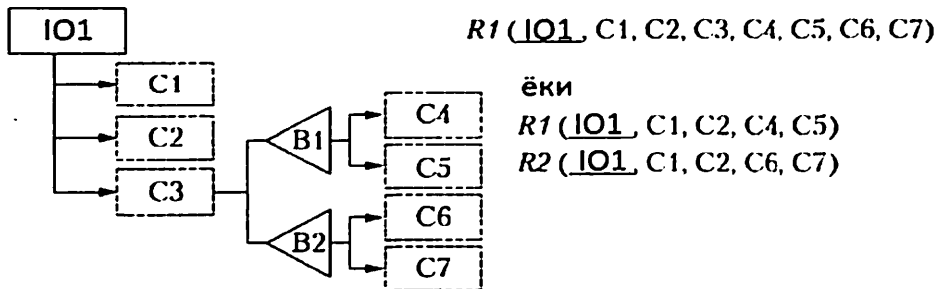 IO1
R1 (IO1, C1, C2, C3, C4, C5, C6, C7)
C1
ёки
C2
B1
C4
R1 (IO1, C1, C2, C4, C5)
C3
C5
R2 (IO1, C1, C2, C6, C7)
B2
C6
C7